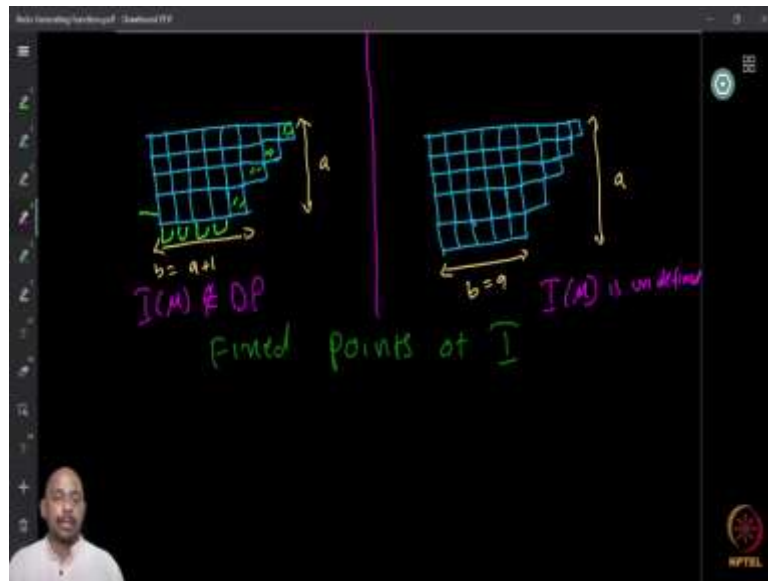 a
a
b = a+1
b = a
I(M) ∉ DP
I(M) is undefined
Fixed points of I
NPTEL